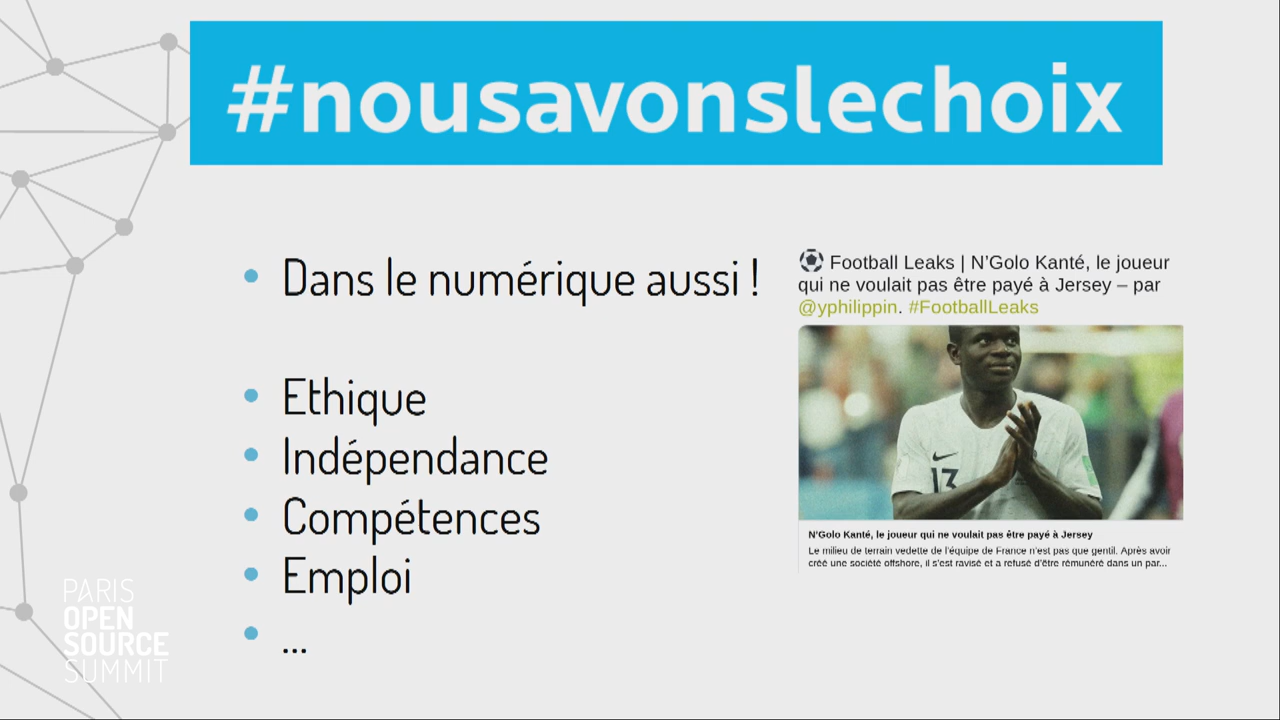 #nousavonslechoix
• Dans le numérique aussi !
• Ethique
• Indépendance
• Compétences
• Emploi
• ...
Football Leaks | N'Golo Kanté, le joueur
qui ne voulait pas être payé à Jersey – par
@yphilippin. #FootballLeaks
13
N'Golo Kanté, le joueur qui ne voulait pas être payé à Jersey
Le milieu de terrain vedette de l'équipe de France n'est pas que gentil. Après avoir
créé une société offshore, il s'est ravisé et a refusé d'être rémunéré dans un par...
PARIS
OPEN
SOURCE
SUMMIT